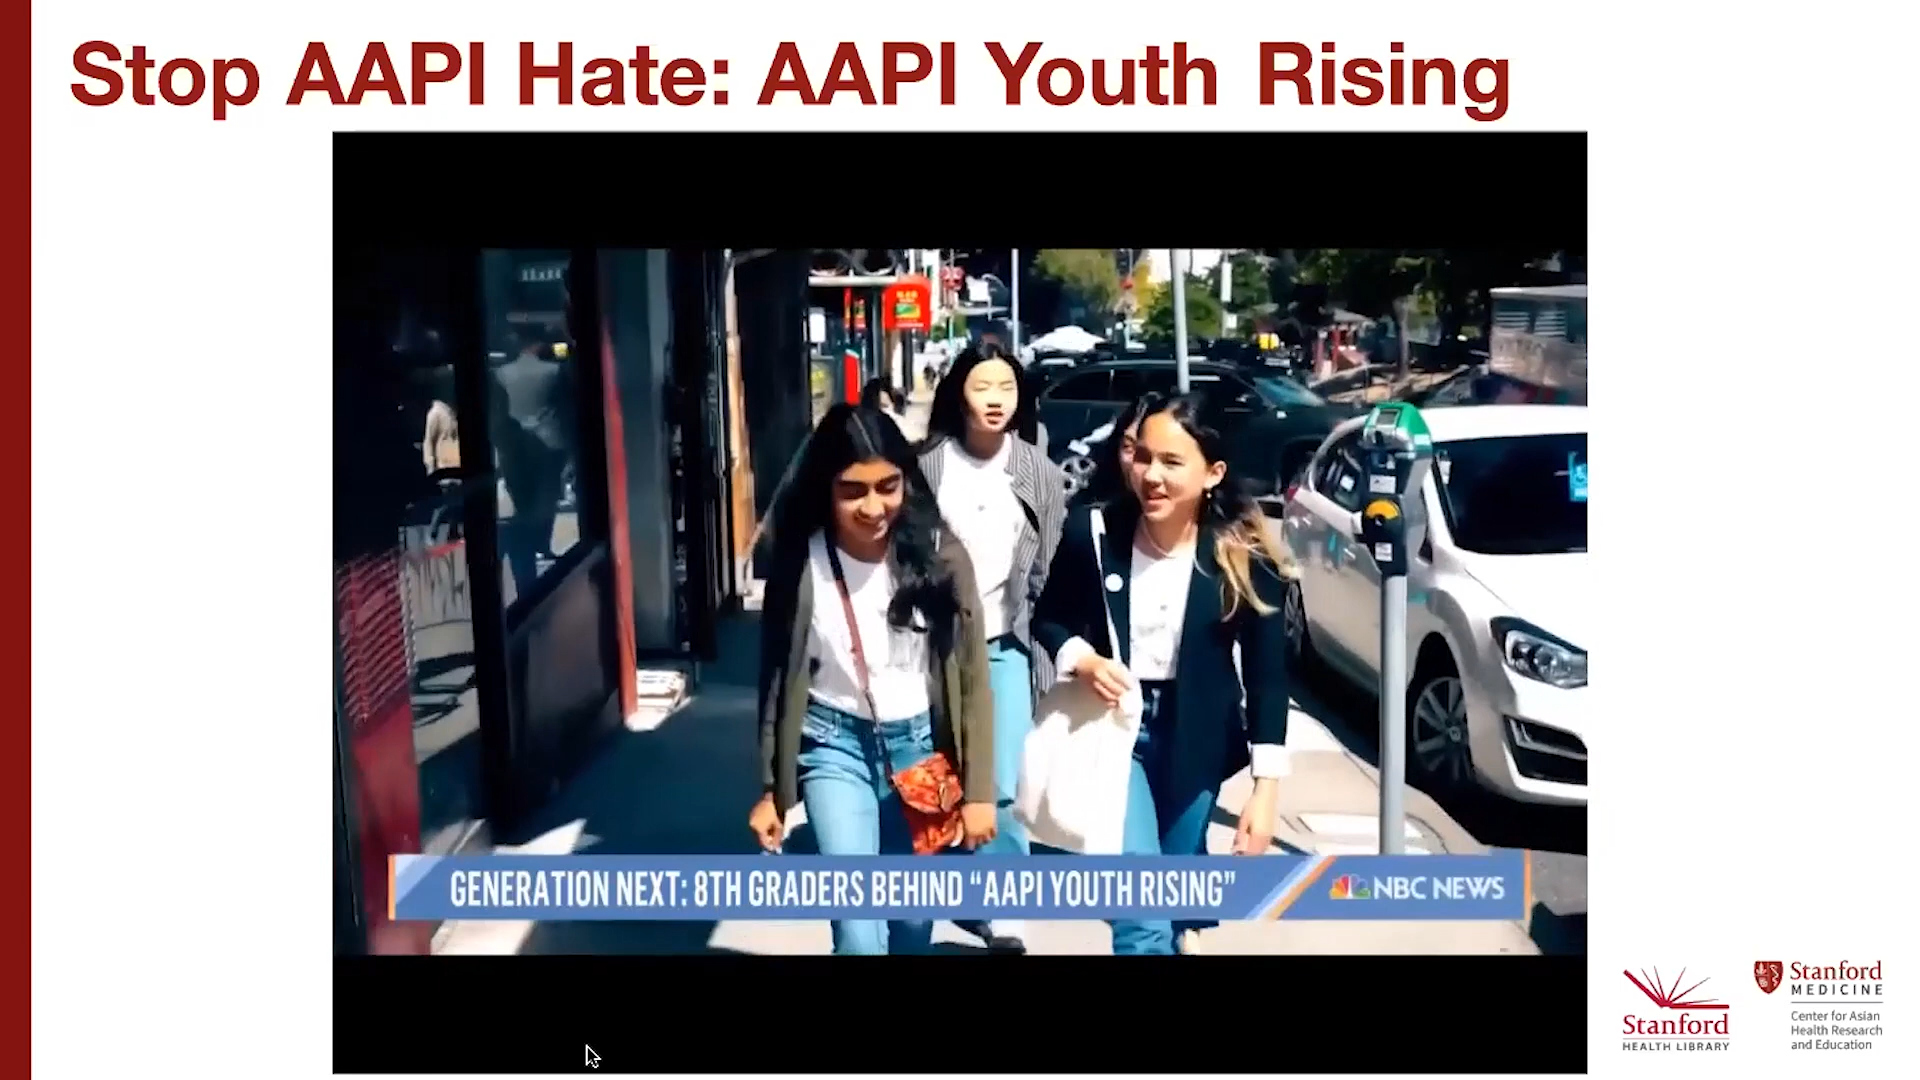 Stop AAPI Hate: AAPI Youth Rising
GENERATION NEXT: 8TH GRADERS BEHIND “AAPI YOUTH RISING”
NBC NEWS
Stanford
HEALTH LIBRARY
Stanford
MEDICINE
Center for Asian
Health Research
and Education